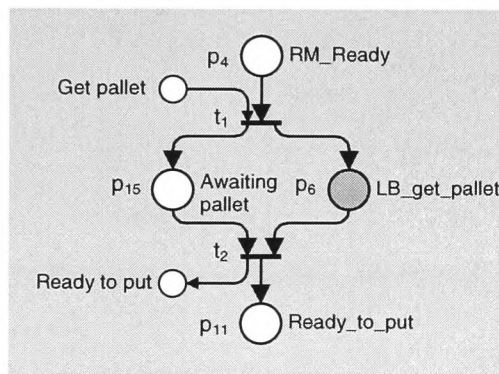 p4 RM_Ready
Get pallet
t1
p15 Awaiting pallet p6 LB_get_pallet
t2
Ready to put
p11 Ready_to_put